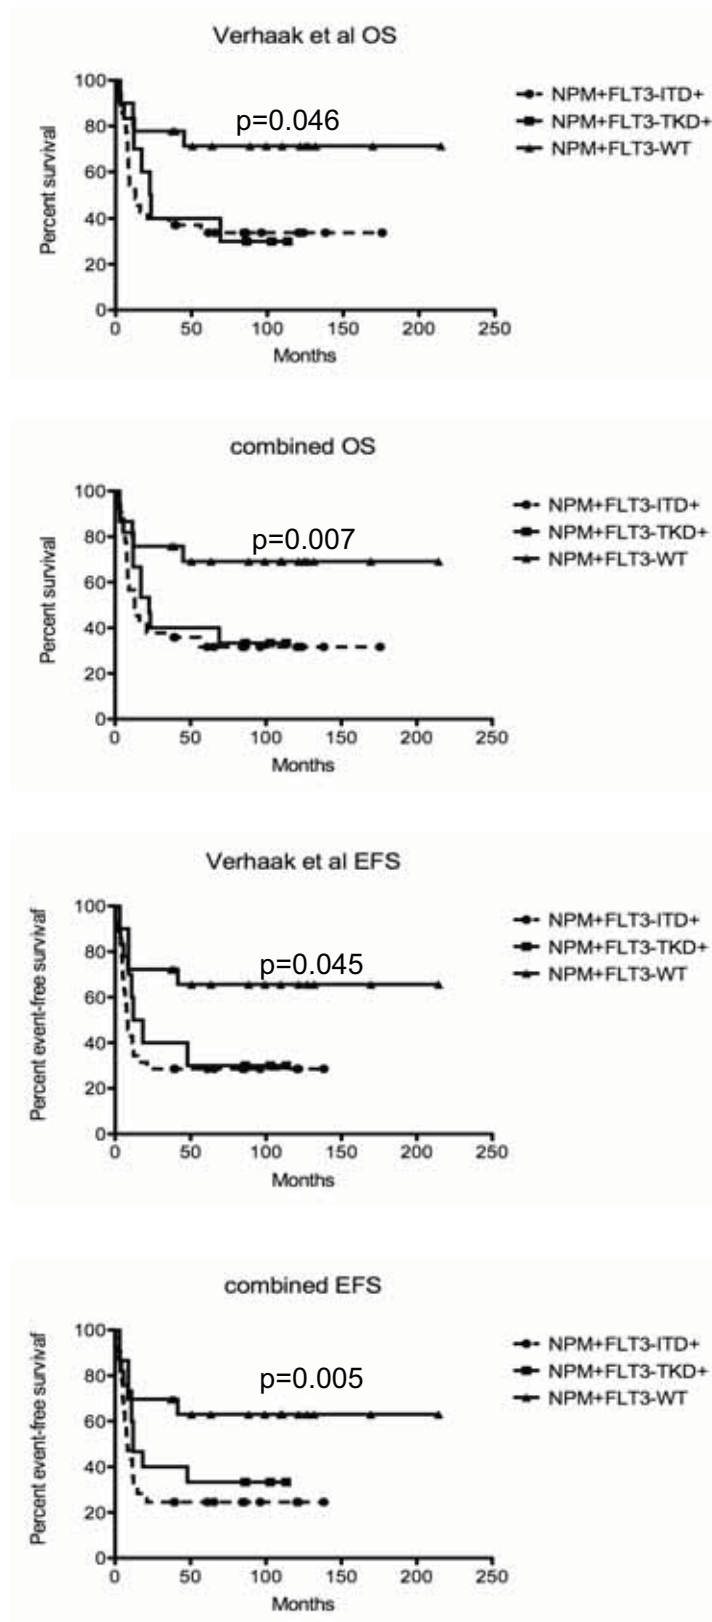 Verhaak et al OS
100
80
60
40
20
0
Percent survival
p=0.046
NPM+FLT3-ITD+
NPM+FLT3-TKD+
NPM+FLT3-WT
0 50 100 150 200 250
Months
combined OS
100
80
60
40
20
0
Percent survival
p=0.007
NPM+FLT3-ITD+
NPM+FLT3-TKD+
NPM+FLT3-WT
0 50 100 150 200 250
Months
Verhaak et al EFS
100
80
60
40
20
0
Percent event-free survivaf
p=0.045
NPM+FLT3-ITD+
NPM+FLT3-TKD+
NPM+FLT3-WT
0 50 100 150 200 250
Months
combined EFS
100
80
60
40
20
0
Percent event-free survivaf
p=0.005
NPM+FLT3-ITD+
NPM+FLT3-TKD+
NPM+FLT3-WT
0 50 100 150 200 250
Months